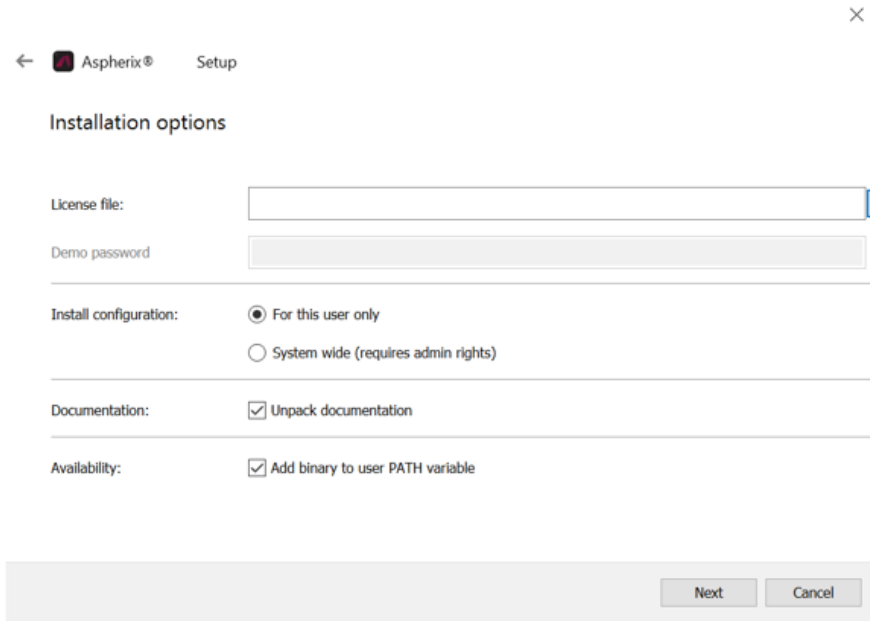 Aspherix® Setup
Installation options
License file:
Demo password
Install configuration: For this user only
System wide (requires admin rights)
Documentation: Unpack documentation
Availability: Add binary to user PATH variable
Next Cancel